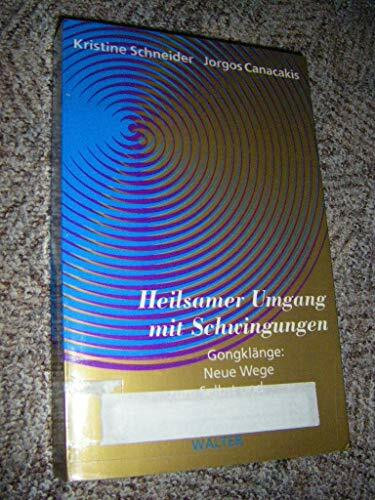 Kristine Schneider Jorgos Canacakis
Heilsamer Umgang
mit Schwingungen
Gongklänge:
Neue Wege
WALTER